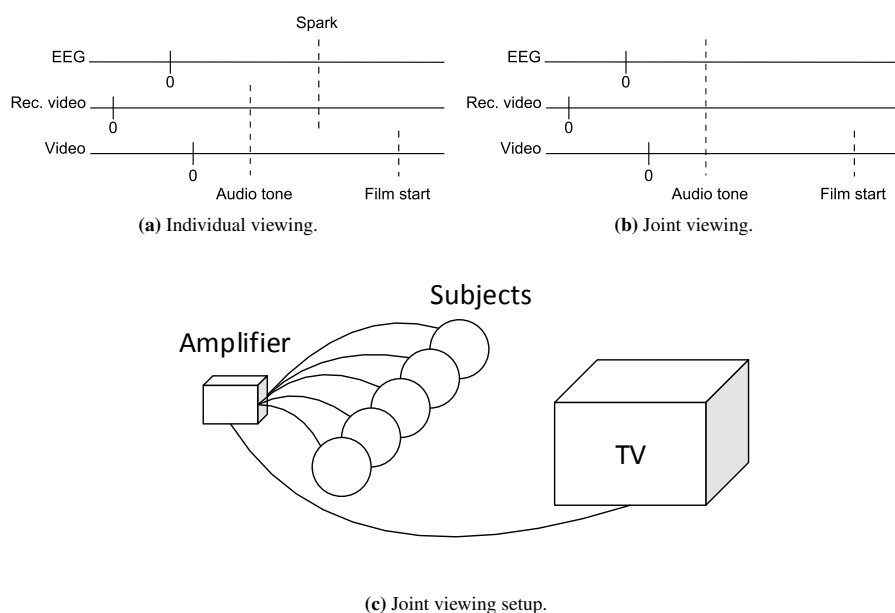 Spark
EEG
0
Rec. video
0
Video
0
Audio tone
Film start
(a) Individual viewing.
EEG
0
Rec. video
0
Video
0
Audio tone
Film start
(b) Joint viewing.
Subjects
Amplifier
TV
(c) Joint viewing setup.